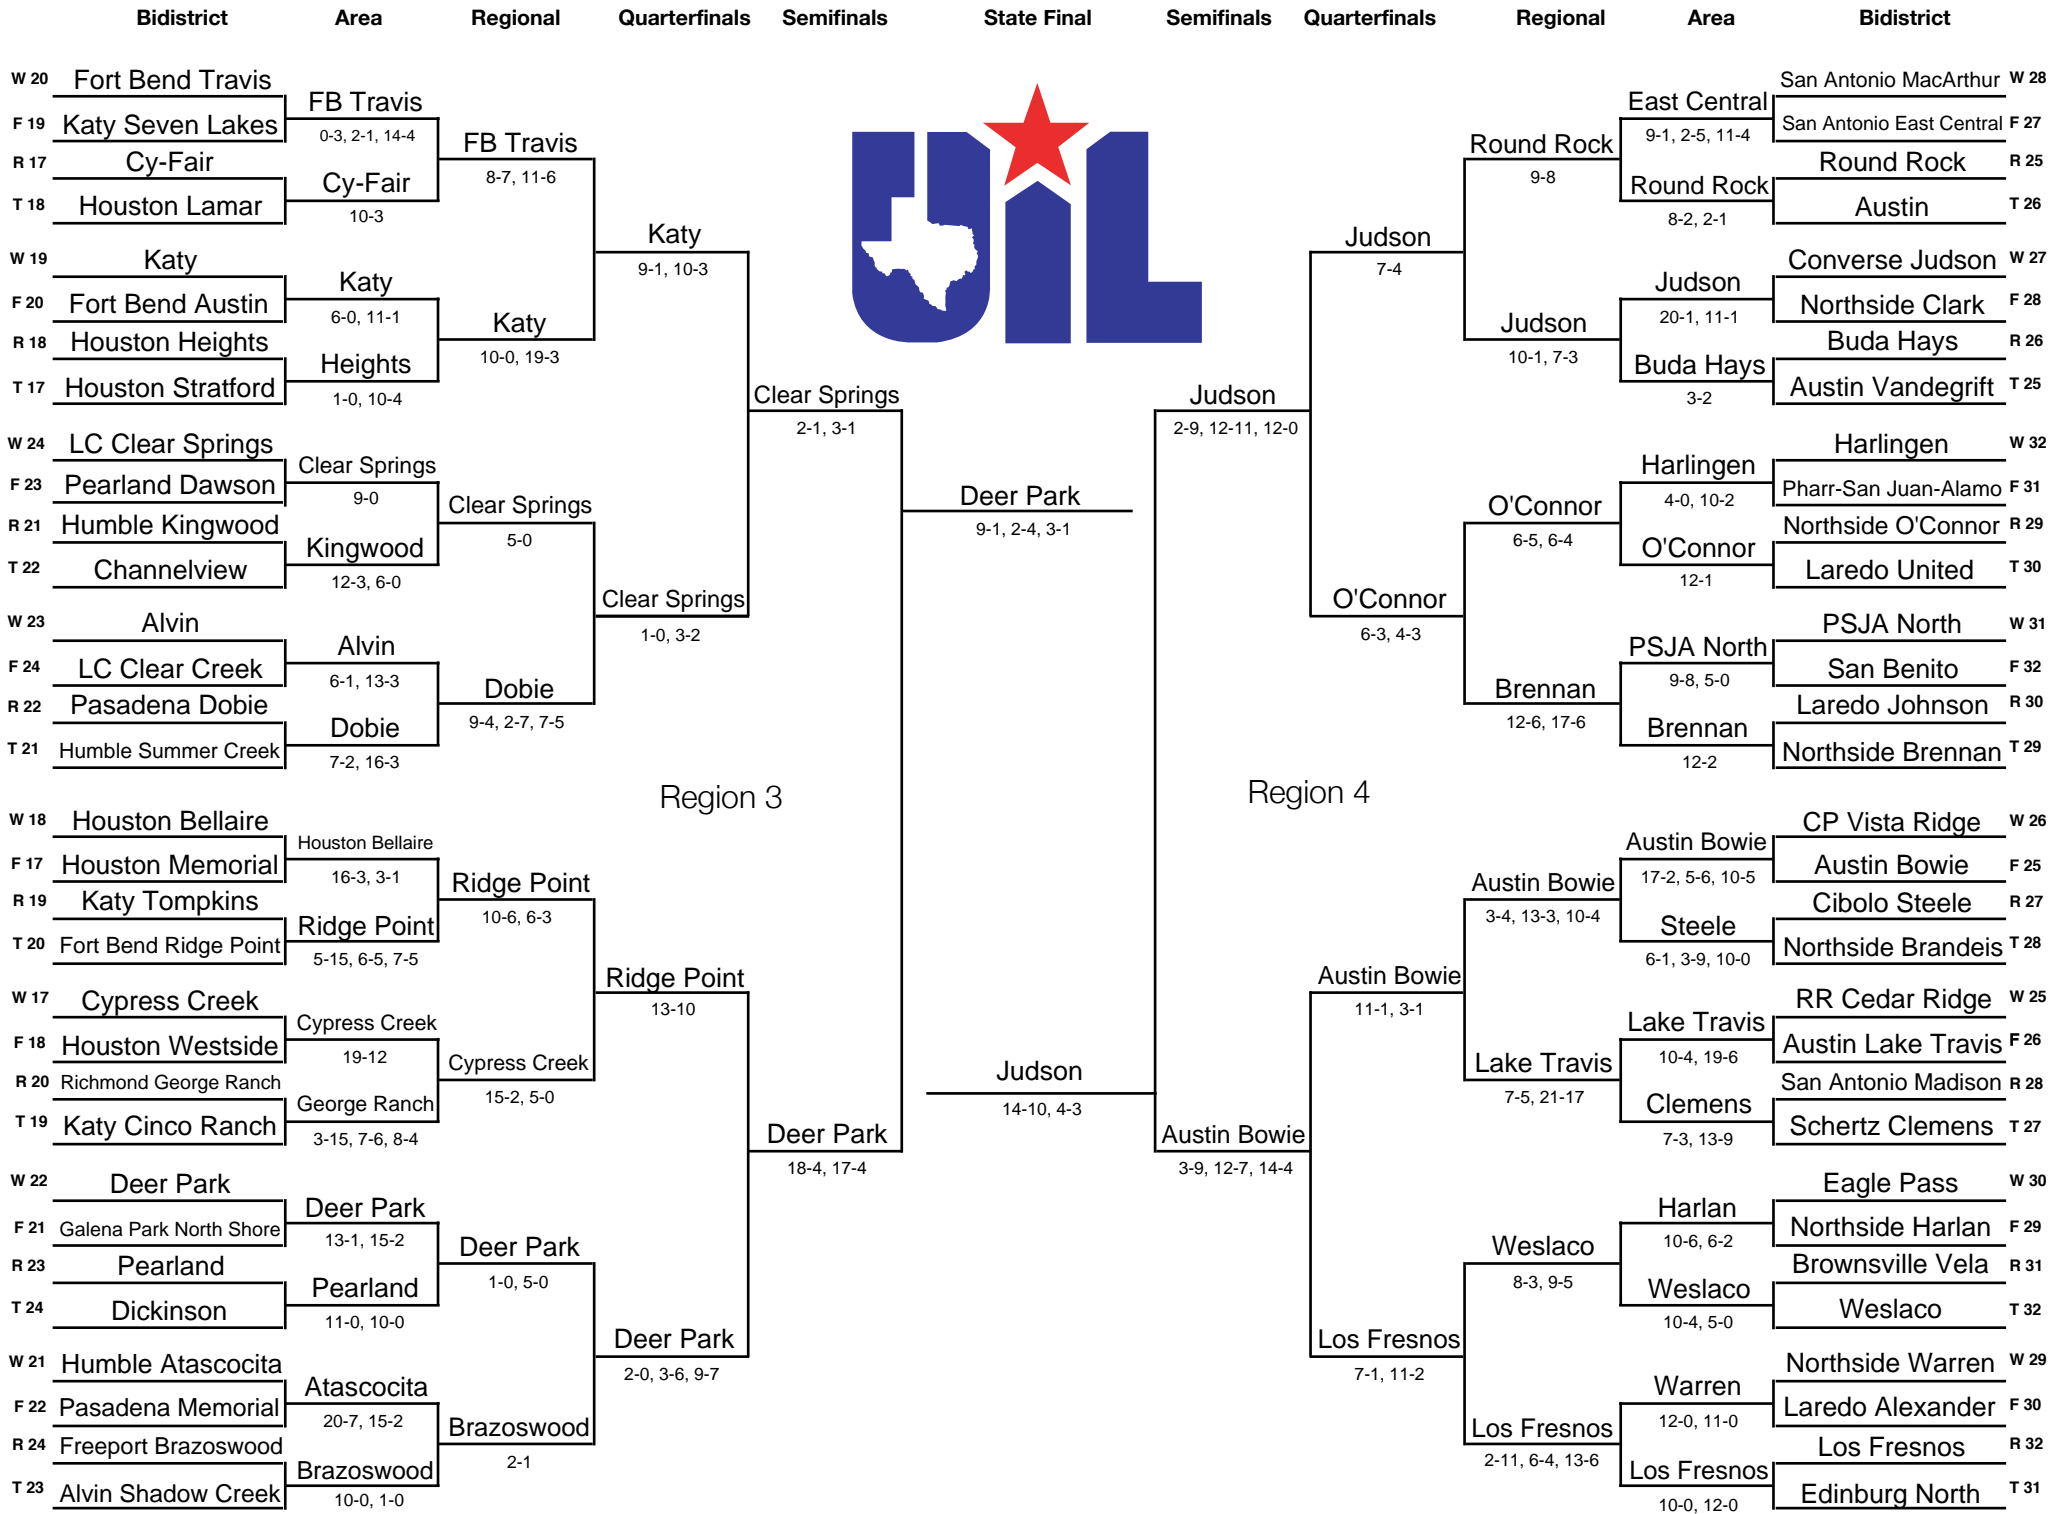 Bidistrict Area Regional Quarterfinals Semifinals State Final Semifinals Quarterfinals Regional Area Bidistrict
W 20 Fort Bend Travis
F 19 Katy Seven Lakes
R 17 Cy-Fair
T 18 Houston Lamar
W 19 Katy
F 20 Fort Bend Austin
R 18 Houston Heights
T 17 Houston Stratford
W 24 LC Clear Springs
F 23 Pearland Dawson
R 21 Humble Kingwood
T 22 Channelview
W 23 Alvin
F 24 LC Clear Creek
R 22 Pasadena Dobie
T 21 Humble Summer Creek
W 18 Houston Bellaire
F 17 Houston Memorial
R 19 Katy Tompkins
T 20 Fort Bend Ridge Point
W 17 Cypress Creek
F 18 Houston Westside
R 20 Richmond George Ranch
T 19 Katy Cinco Ranch
W 22 Deer Park
F 21 Galena Park North Shore
R 23 Pearland
T 24 Dickinson
W 21 Humble Atascocita
F 22 Pasadena Memorial
R 24 Freeport Brazoswood
T 23 Alvin Shadow Creek
FB Travis
0-3, 2-1, 14-4
Cy-Fair
10-3
Katy
6-0, 11-1
Heights
1-0, 10-4
Clear Springs
9-0
Kingwood
12-3, 6-0
Alvin
6-1, 13-3
Dobie
7-2, 16-3
Houston Bellaire
16-3, 3-1
Ridge Point
5-15, 6-5, 7-5
Cypress Creek
19-12
George Ranch
3-15, 7-6, 8-4
Deer Park
13-1, 15-2
Pearland
11-0, 10-0
Atascocita
20-7, 15-2
Brazoswood
10-0, 1-0
FB Travis
8-7, 11-6
Katy
10-0, 19-3
Clear Springs
5-0
Dobie
9-4, 2-7, 7-5
Ridge Point
10-6, 6-3
Cypress Creek
15-2, 5-0
Deer Park
1-0, 5-0
Brazoswood
2-1
Katy
9-1, 10-3
Clear Springs
1-0, 3-2
Region 3
Ridge Point
13-10
Deer Park
2-0, 3-6, 9-7
Clear Springs
2-1, 3-1
Deer Park
18-4, 17-4
UIL
Deer Park
9-1, 2-4, 3-1
Judson
14-10, 4-3
Judson
2-9, 12-11, 12-0
Austin Bowie
3-9, 12-7, 14-4
Judson
7-4
O'Connor
6-3, 4-3
Region 4
Austin Bowie
11-1, 3-1
Los Fresnos
7-1, 11-2
Round Rock
9-8
Judson
10-1, 7-3
O'Connor
6-5, 6-4
Brennan
12-6, 17-6
Austin Bowie
3-4, 13-3, 10-4
Lake Travis
7-5, 21-17
Weslaco
8-3, 9-5
Los Fresnos
2-11, 6-4, 13-6
East Central
9-1, 2-5, 11-4
Round Rock
8-2, 2-1
Judson
20-1, 11-1
Buda Hays
3-2
Harlingen
4-0, 10-2
O'Connor
12-1
PSJA North
9-8, 5-0
Brennan
12-2
Austin Bowie
17-2, 5-6, 10-5
Steele
6-1, 3-9, 10-0
Lake Travis
10-4, 19-6
Clemens
7-3, 13-9
Harlan
10-6, 6-2
Weslaco
10-4, 5-0
Warren
12-0, 11-0
Los Fresnos
10-0, 12-0
San Antonio MacArthur W 28
San Antonio East Central F 27
Round Rock R 25
Austin T 26
Converse Judson W 27
Northside Clark F 28
Buda Hays R 26
Austin Vandegrift T 25
Harlingen W 32
Pharr-San Juan-Alamo F 31
Northside O'Connor R 29
Laredo United T 30
PSJA North W 31
San Benito F 32
Laredo Johnson R 30
Northside Brennan T 29
CP Vista Ridge W 26
Austin Bowie F 25
Cibolo Steele R 27
Northside Brandeis T 28
RR Cedar Ridge W 25
Austin Lake Travis F 26
San Antonio Madison R 28
Schertz Clemens T 27
Eagle Pass W 30
Northside Harlan F 29
Brownsville Vela R 31
Weslaco T 32
Northside Warren W 29
Laredo Alexander F 30
Los Fresnos R 32
Edinburg North T 31